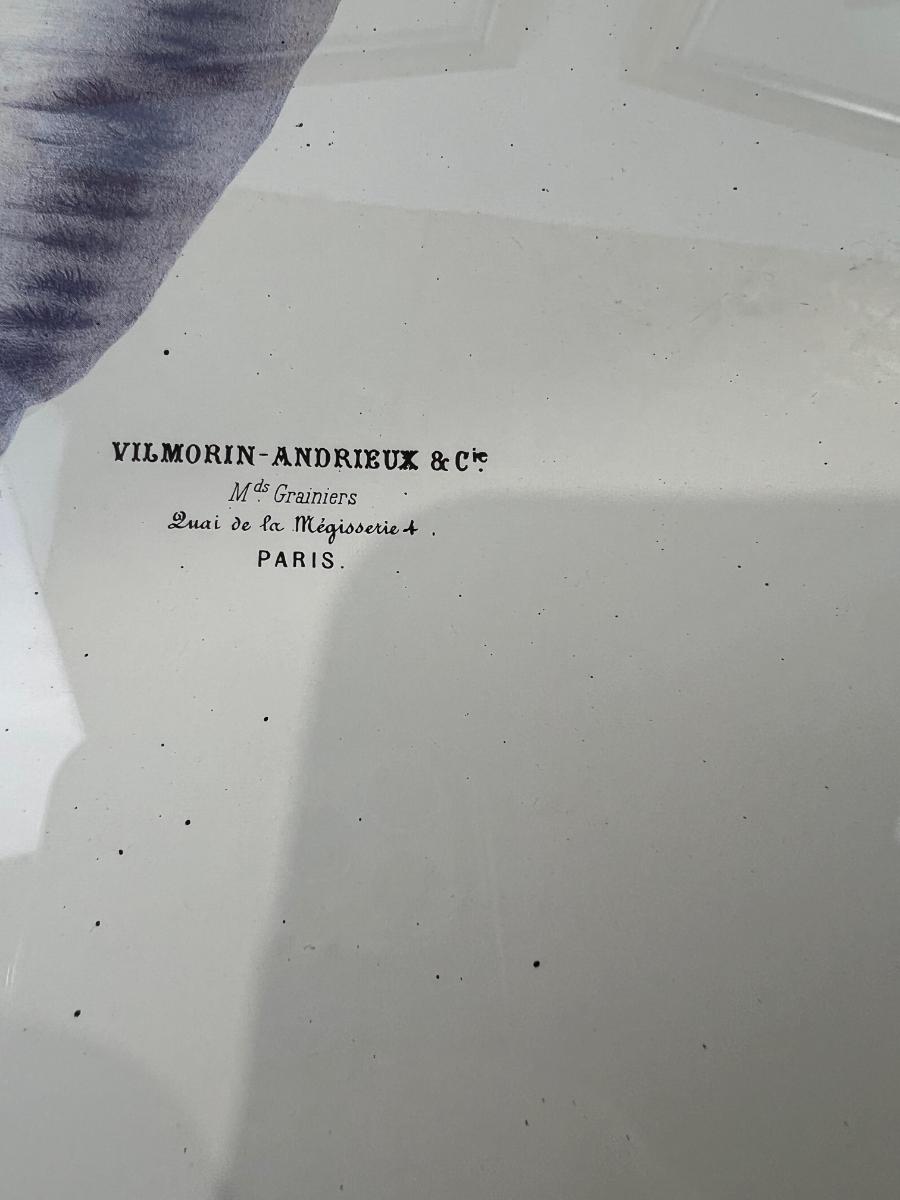 VILMORIN-ANDRIEUX & Cie.
Mds. Grainiers
Quai de la Mégisserie 4.
PARIS.